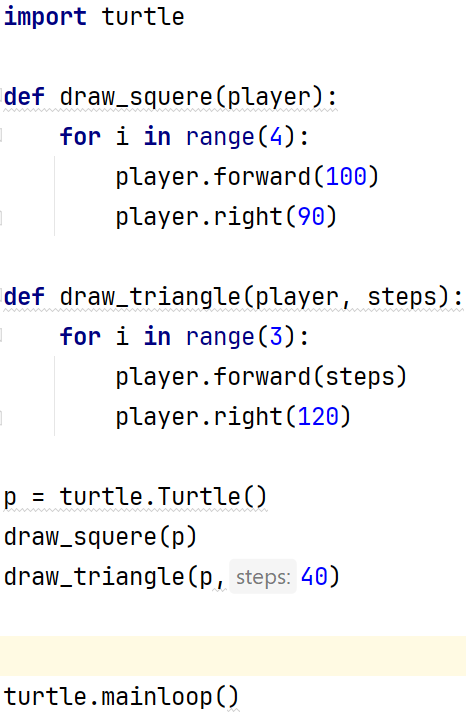 import turtle
def draw_squere(player):
    for i in range(4):
        player.forward(100)
        player.right(90)
def draw_triangle(player, steps):
    for i in range(3):
        player.forward(steps)
        player.right(120)
p = turtle.Turtle()
draw_squere(p)
draw_triangle(p, steps: 40)
turtle.mainloop()